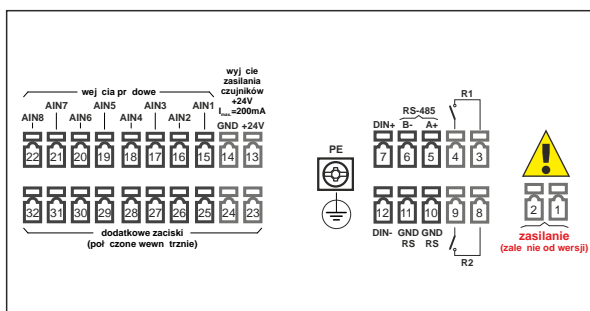 wyj cie
zasilania
czujników
+24V
Imax.=200mA
wej cia pr dowe
AIN7 AIN5 AIN3 AIN1
AIN8 AIN6 AIN4 AIN2 GND +24V
22 21 20 19 18 17 16 15 14 13
32 31 30 29 28 27 26 25 24 23
dodatkowe zaciski
(poł czone wewn trznie)
PE
R1
RS-485
DIN+ B- A+
7 6 5 4 3
12 11 10 9 8
DIN- GND GND
RS RS
R2
2 1
zasilanie
(zale nie od wersji)